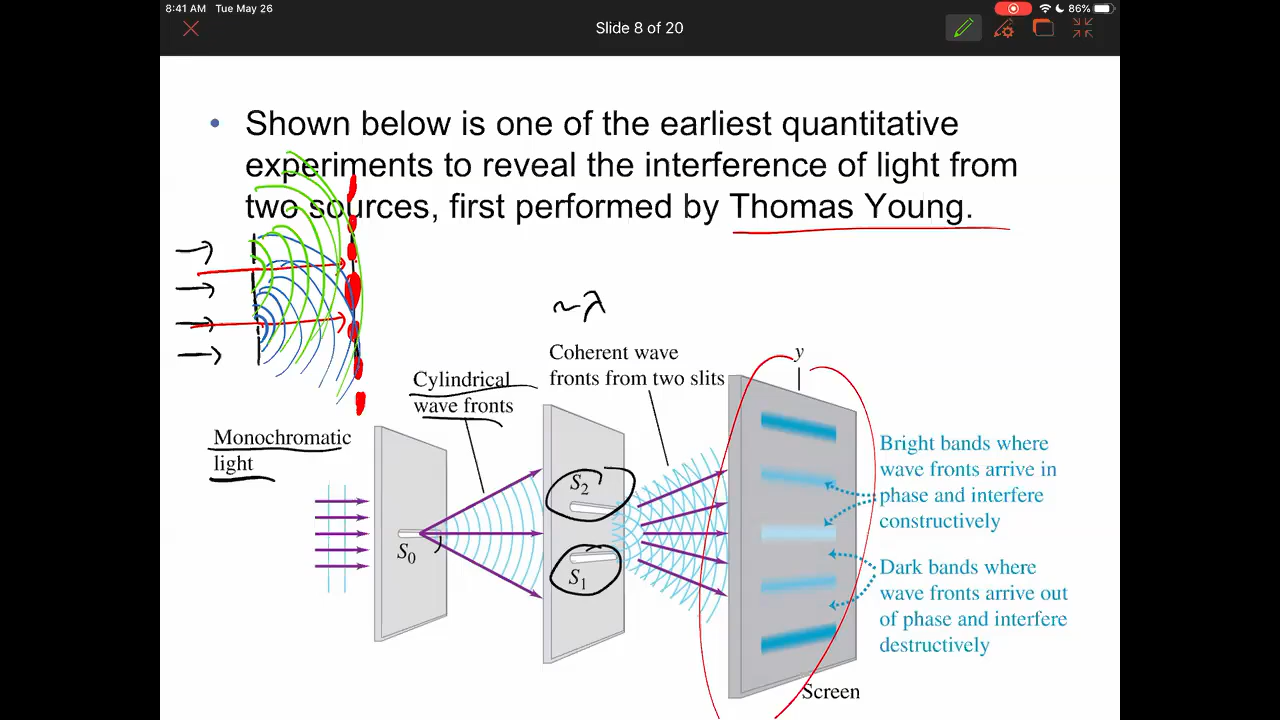 8:41 AM Tue May 26
86%
Slide 8 of 20
• Shown below is one of the earliest quantitative
experiments to reveal the interference of light from
two sources, first performed by Thomas Young.
~λ
y
Coherent wave
fronts from two slits
Cylindrical
wave fronts
Monochromatic
light
S₂
S₀
S₁
Bright bands where
wave fronts arrive in
phase and interfere
constructively
Dark bands where
wave fronts arrive out
of phase and interfere
destructively
Screen